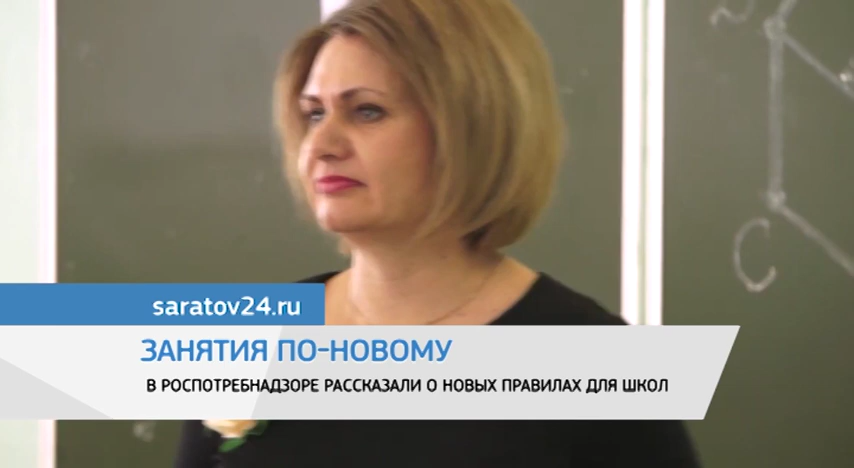 saratov24.ru
ЗАНЯТИЯ ПО-НОВОМУ
В РОСПОТРЕБНАДЗОРЕ РАССКАЗАЛИ О НОВЫХ ПРАВИЛАХ ДЛЯ ШКОЛ
C